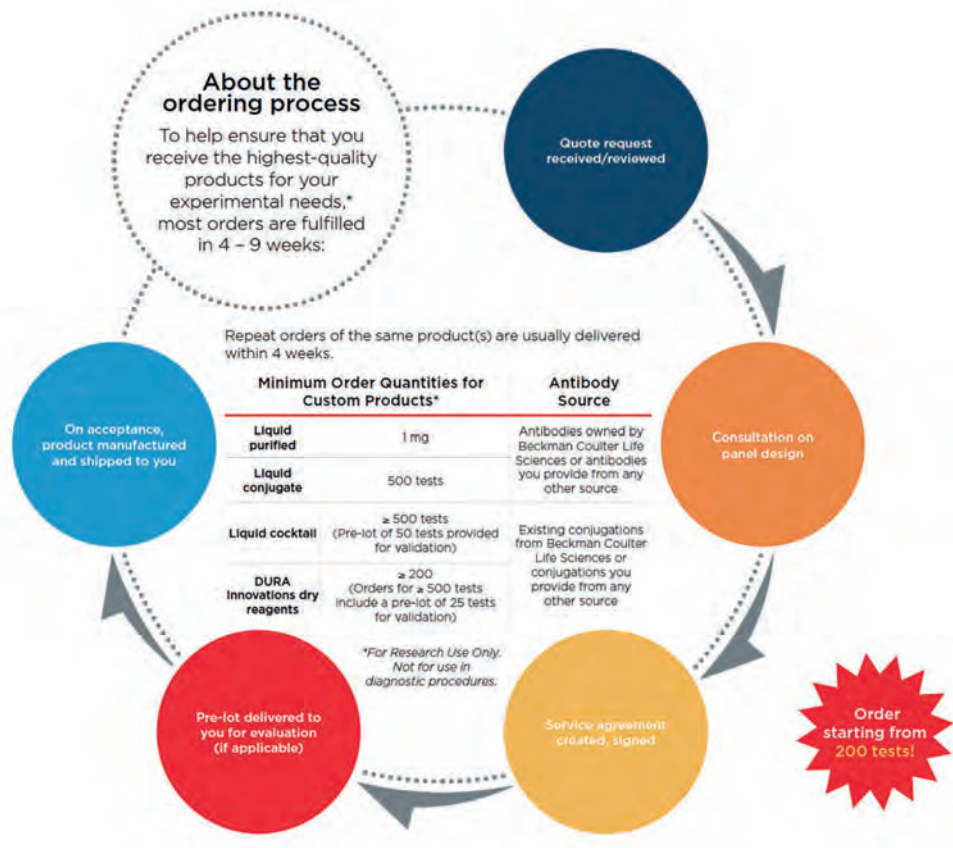 About the
ordering process
To help ensure that you
receive the highest-quality
products for your
experimental needs,*
most orders are fulfilled
in 4 – 9 weeks:
Quote request
received/reviewed
Consultation on
panel design
Service agreement
created, signed
Pre-lot delivered to
you for evaluation
(if applicable)
On acceptance,
product manufactured
and shipped to you
Repeat orders of the same product(s) are usually delivered
within 4 weeks.
Minimum Order Quantities for
Custom Products*
Antibody
Source
Liquid
purified
1 mg
Antibodies owned by
Beckman Coulter Life
Sciences or antibodies
you provide from any
other source
Liquid
conjugate
500 tests
Liquid cocktail
≥ 500 tests
(Pre-lot of 50 tests provided
for validation)
Existing conjugations
from Beckman Coulter
Life Sciences or
conjugations you
provide from any
other source
DURA
Innovations dry
reagents
≥ 200
(Orders for ≥ 500 tests
include a pre-lot of 25 tests
for validation)
*For Research Use Only.
Not for use in
diagnostic procedures.
Order
starting from
200 tests!